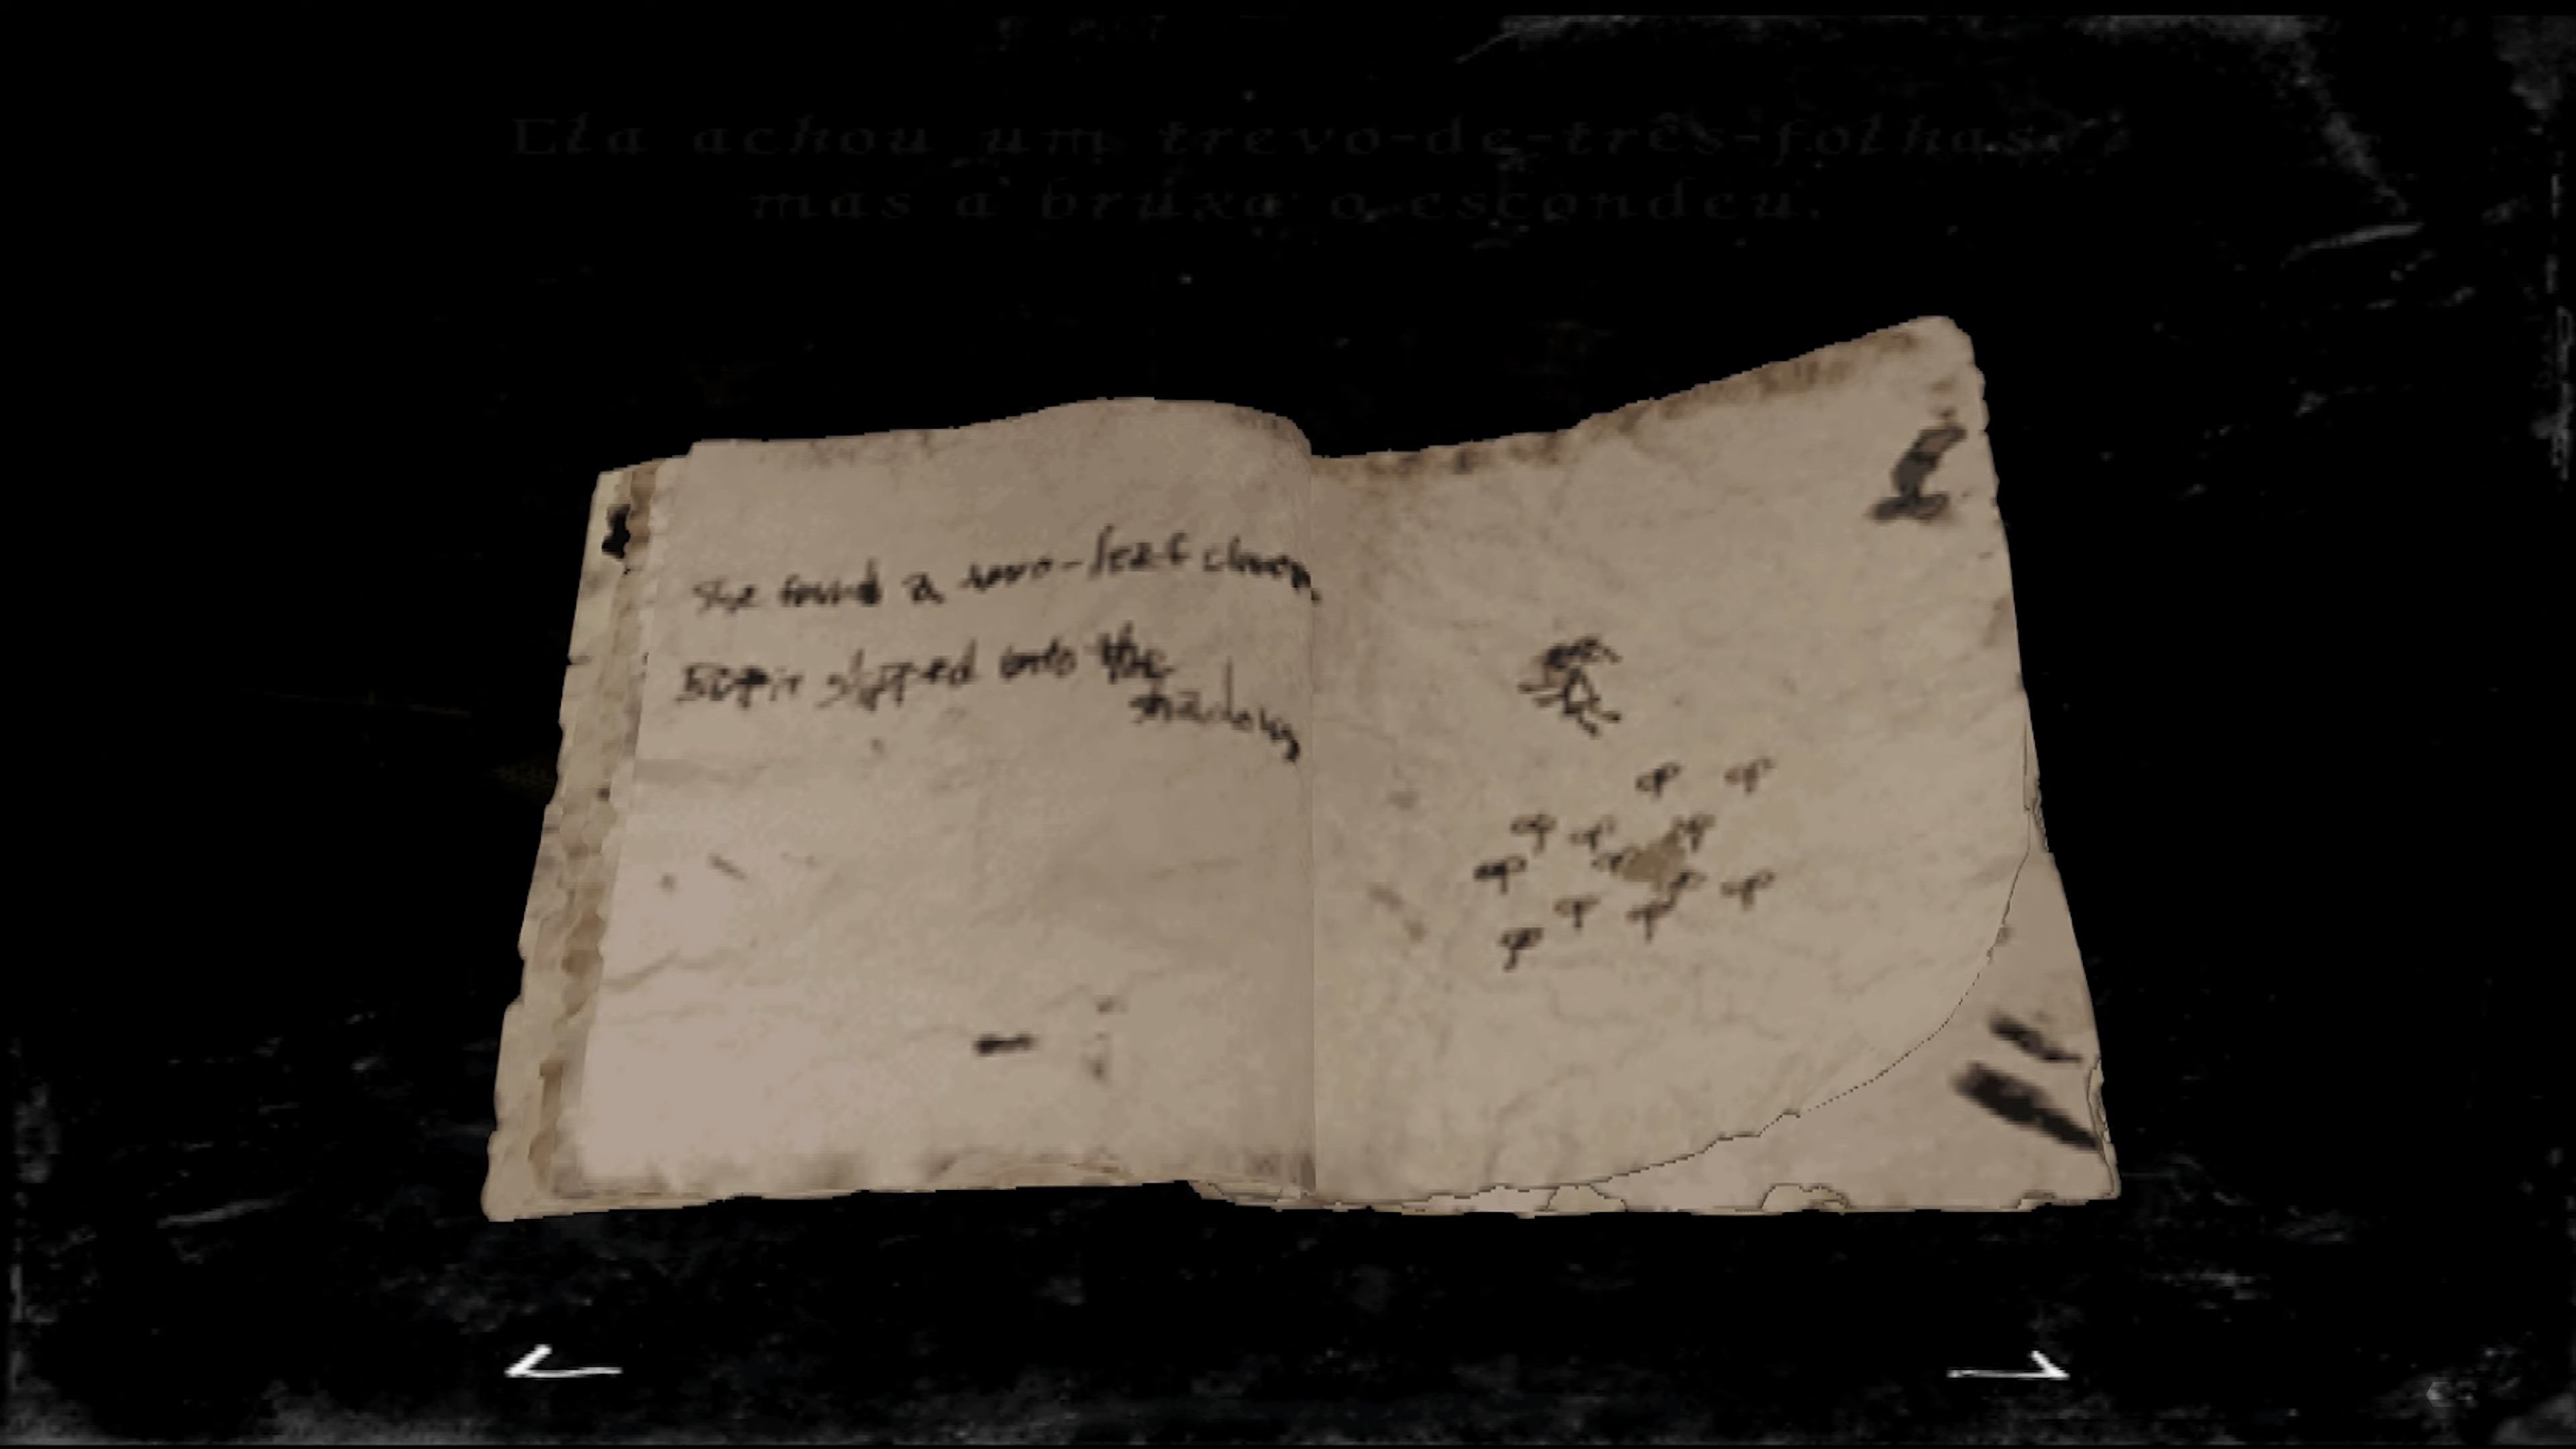 Ela achou um trevo-de-três-folhas
mas a bruxa o escondeu.
She found a -leaf clover,
But it slipped into the
shadows